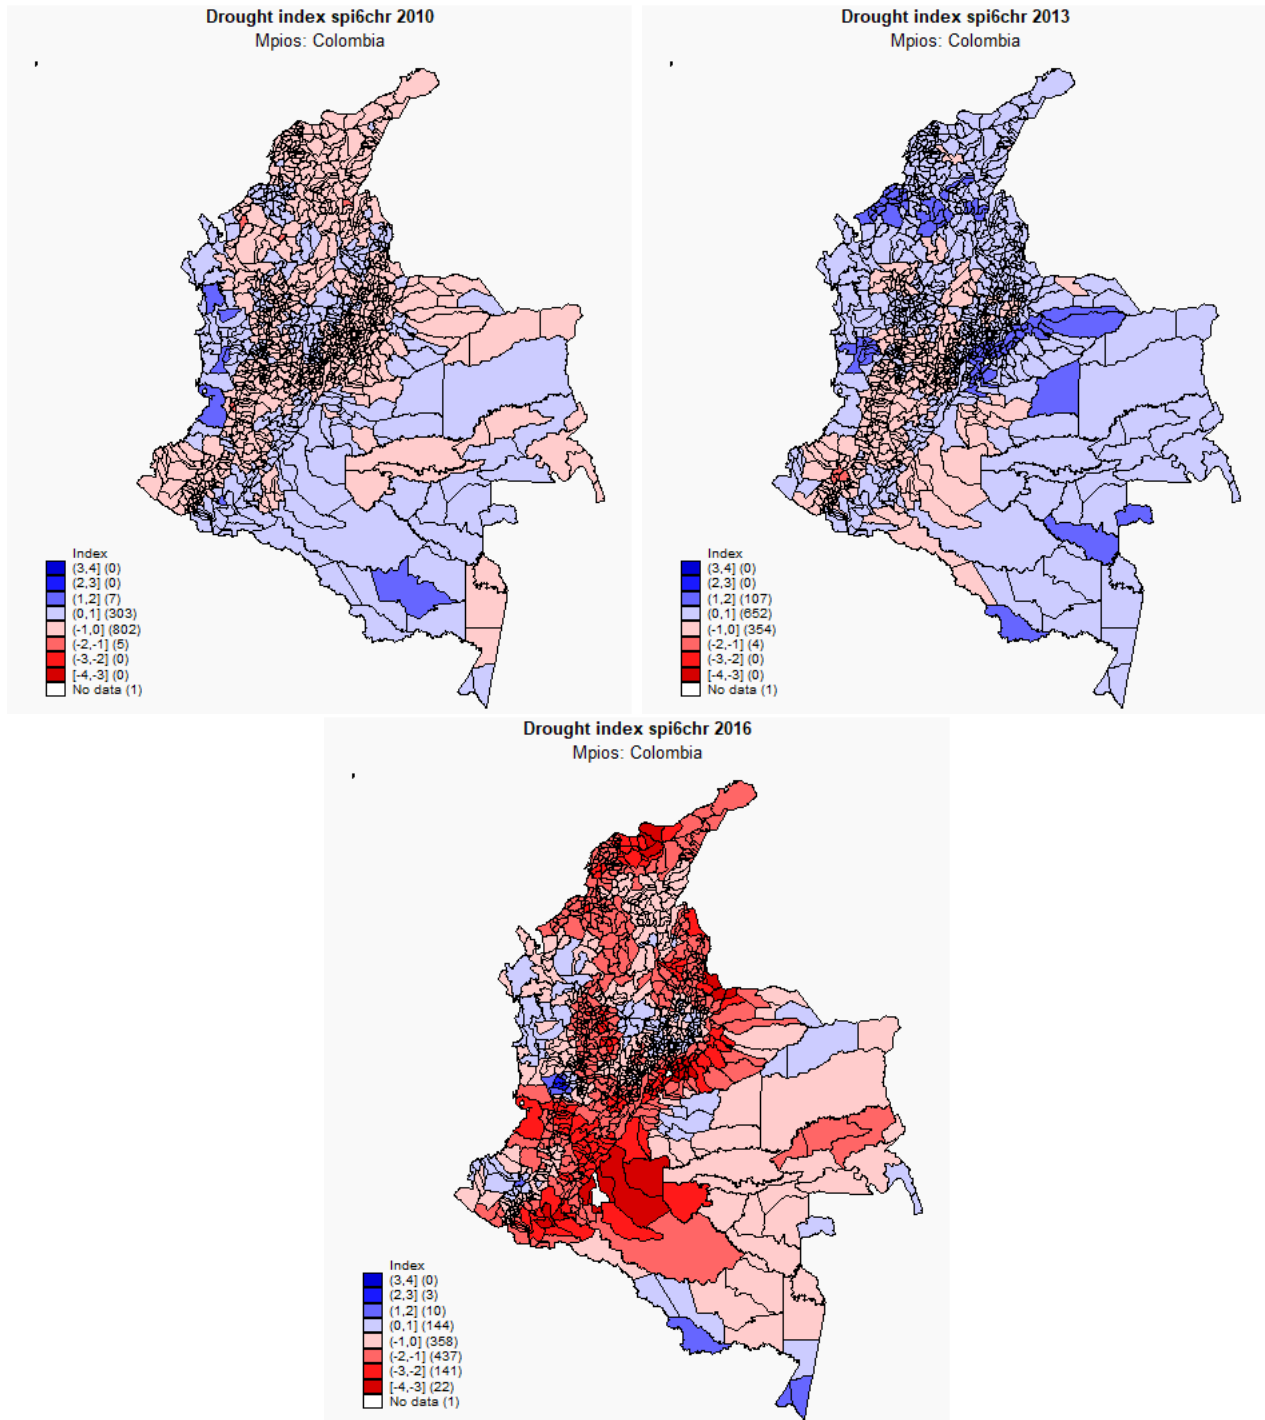 Drought index spi6chr 2010
Mpios: Colombia
Index
(3,4] (0)
(2,3] (0)
(1,2] (7)
(0,1] (303)
(-1,0] (802)
(-2,-1] (5)
(-3,-2] (0)
[-4,-3] (0)
No data (1)
Drought index spi6chr 2013
Mpios: Colombia
Index
(3,4] (0)
(2,3] (0)
(1,2] (107)
(0,1] (652)
(-1,0] (354)
(-2,-1] (4)
(-3,-2] (0)
[-4,-3] (0)
No data (1)
Drought index spi6chr 2016
Mpios: Colombia
Index
(3,4] (0)
(2,3] (3)
(1,2] (10)
(0,1] (144)
(-1,0] (358)
(-2,-1] (437)
(-3,-2] (141)
[-4,-3] (22)
No data (1)